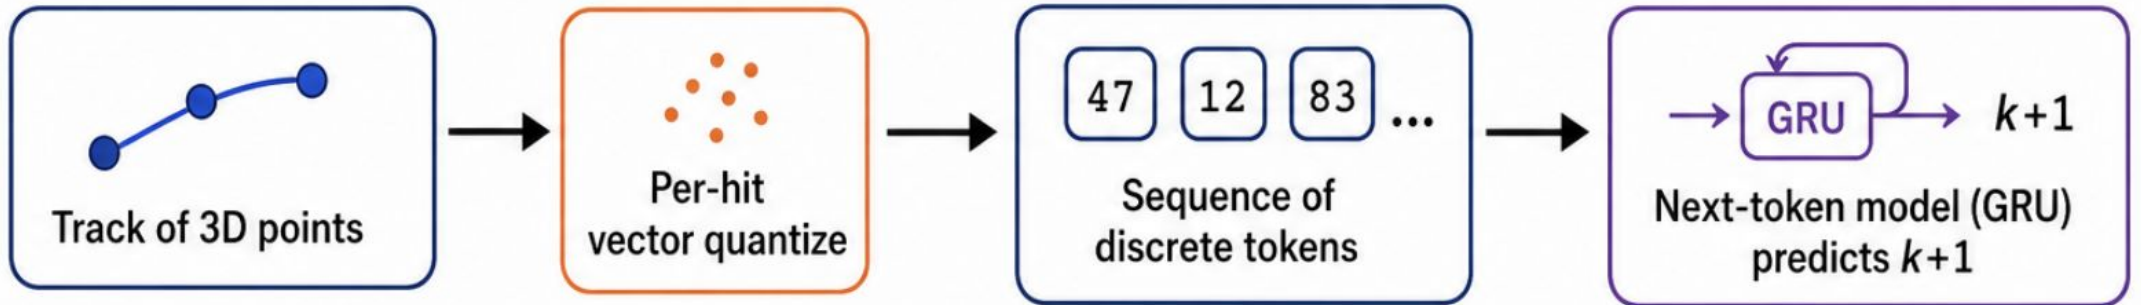 Track of 3D points
Per-hit
vector quantize
47 12 83 ...
Sequence of
discrete tokens
GRU
k+1
Next-token model (GRU)
predicts k+1